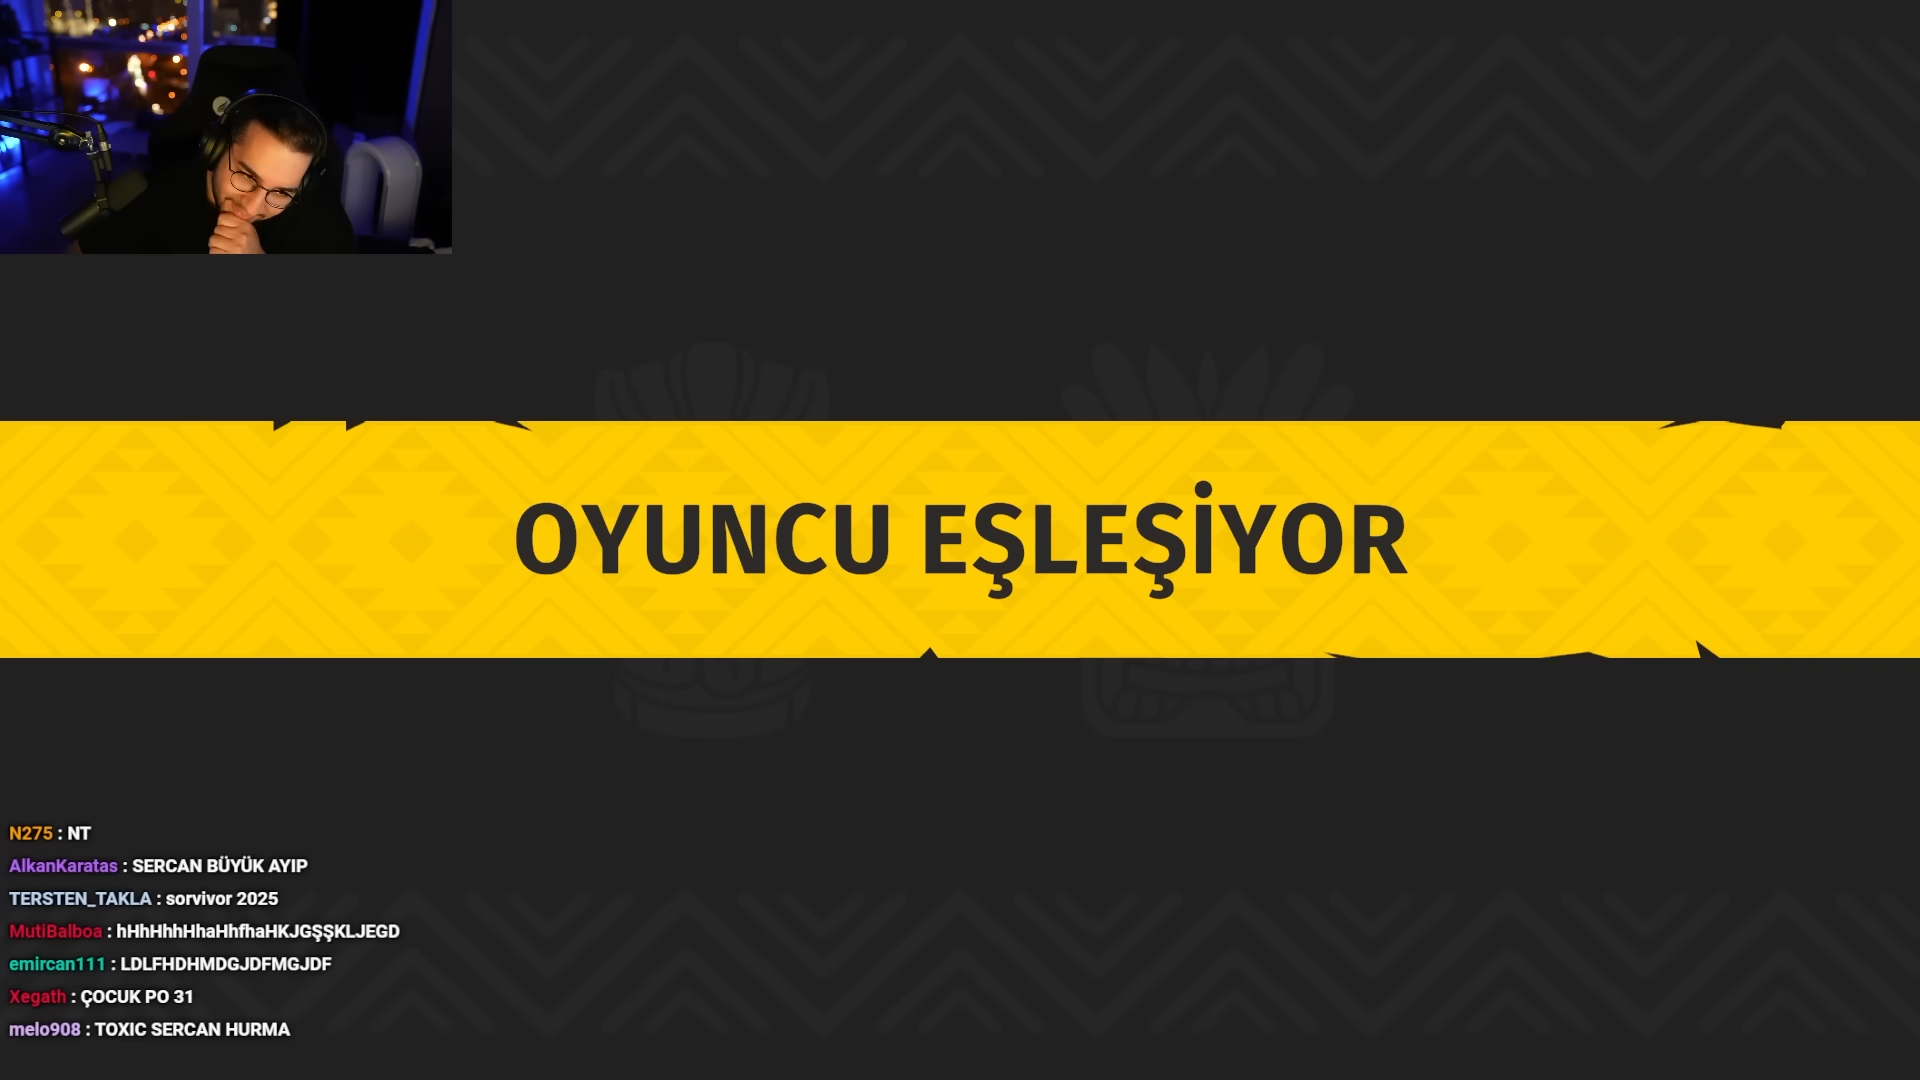 OYUNCU EŞLEŞİYOR
N275 : NT
AlkanKaratas : SERCAN BÜYÜK AYIP
TERSTEN_TAKLA : sorvivor 2025
MutiBalboa : hHhHhhHhaHhfhaHKJGŞŞKLJEGD
emircan111 : LDLFHDHMDGJDFMGJDF
Xegath : ÇOCUK PO 31
melo908 : TOXIC SERCAN HURMA